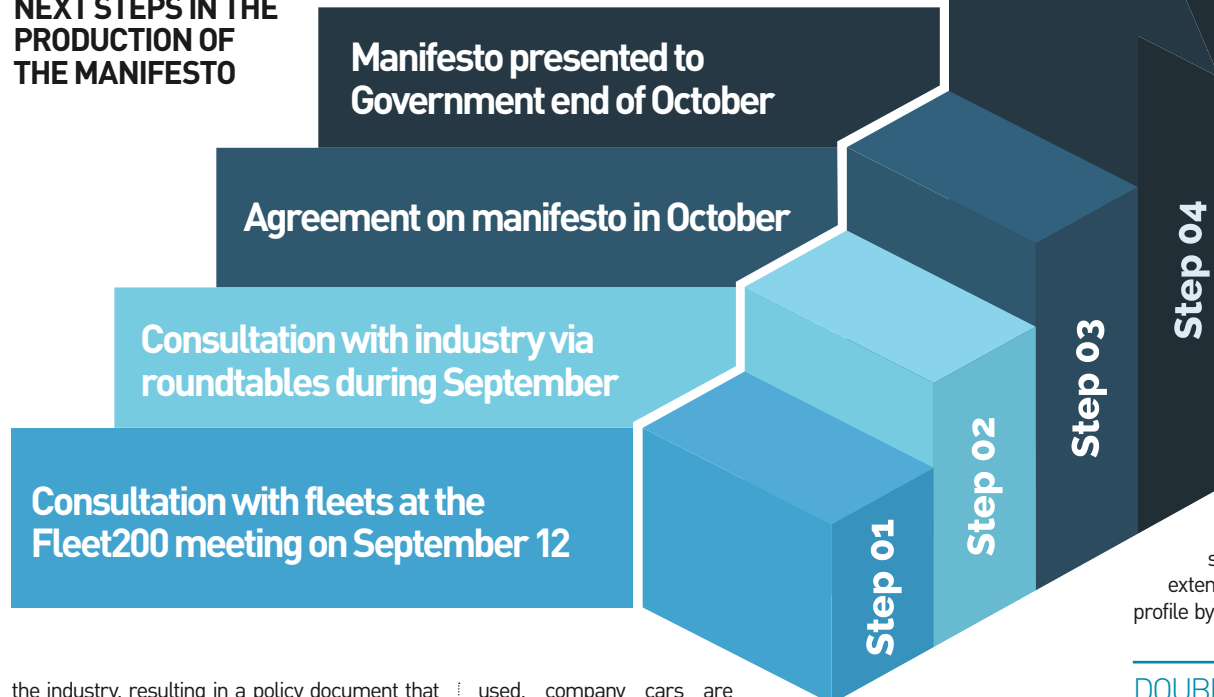 NEXT STEPS IN THE
PRODUCTION OF
THE MANIFESTO
Manifesto presented to
Government end of October
Agreement on manifesto in October
Consultation with industry via
roundtables during September
Consultation with fleets at the
Fleet200 meeting on September 12
Step 01
Step 02
Step 03
Step 04
the industry, resulting in a policy document that
used, company cars are
profile by